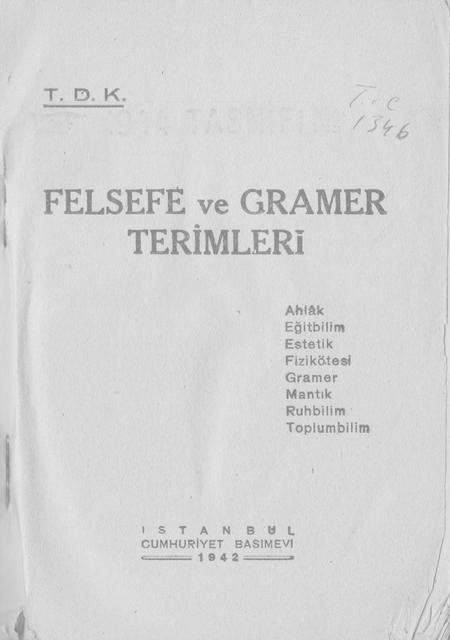 T. D. K.
T.C
1346
FELSEFE ve GRAMER
TERİMLERİ
Ahlâk
Eğitbilim
Estetik
Fizikötesi
Gramer
Mantık
Ruhbilim
Toplumbilim
ISTANBUL
CUMHURİYET BASIMEVİ
1942